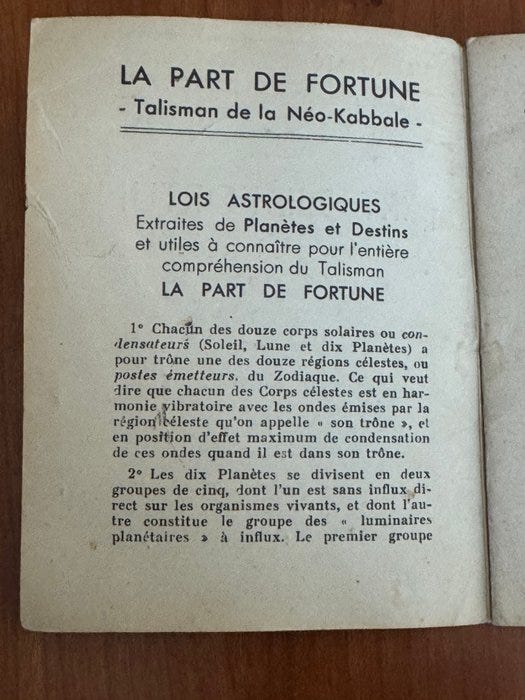 LA PART DE FORTUNE
- Talisman de la Néo-Kabbale -
LOIS ASTROLOGIQUES
Extraites de Planètes et Destins
et utiles à connaître pour l'entière
compréhension du Talisman
LA PART DE FORTUNE
1° Chacun des douze corps solaires ou con-
densateurs (Soleil, Lune et dix Planètes) a
pour trône une des douze régions célestes, ou
postes émetteurs. du Zodiaque. Ce qui veut
dire que chacun des Corps célestes est en har-
monie vibratoire avec les ondes émises par la
région céleste qu'on appelle « son trône », et
en position d'effet maximum de condensation
de ces ondes quand il est dans son trône.
2° Les dix Planètes se divisent en deux
groupes de cinq, dont l'un est sans influx di-
rect sur les organismes vivants, et dont l'au-
tre constitue le groupe des « luminaires
planétaires » à influx. Le premier groupe